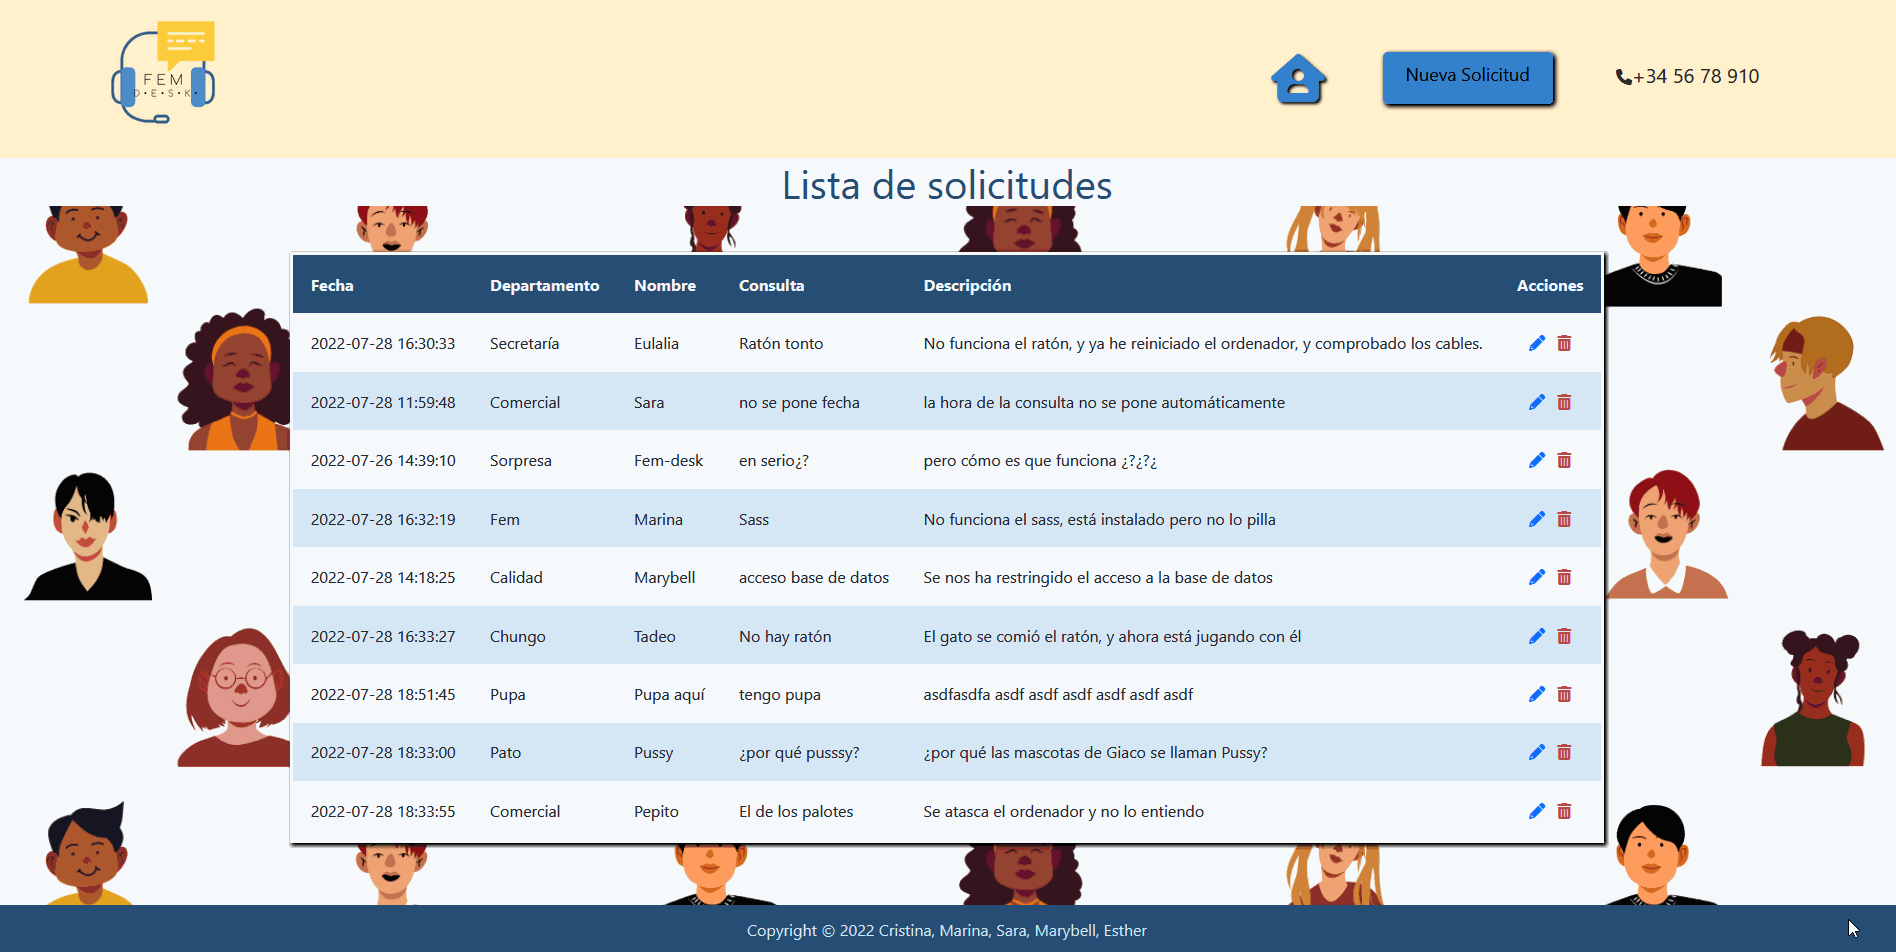 FEM
D·E·S·K·
Nueva Solicitud
+34 56 78 910
Lista de solicitudes
Fecha Departamento Nombre Consulta Descripción Acciones
2022-07-28 16:30:33 Secretaría Eulalia Ratón tonto No funciona el ratón, y ya he reiniciado el ordenador, y comprobado los cables.
2022-07-28 11:59:48 Comercial Sara no se pone fecha la hora de la consulta no se pone automáticamente
2022-07-26 14:39:10 Sorpresa Fem-desk en serio¿? pero cómo es que funciona ¿?¿?¿
2022-07-28 16:32:19 Fem Marina Sass No funciona el sass, está instalado pero no lo pilla
2022-07-28 14:18:25 Calidad Marybell acceso base de datos Se nos ha restringido el acceso a la base de datos
2022-07-28 16:33:27 Chungo Tadeo No hay ratón El gato se comió el ratón, y ahora está jugando con él
2022-07-28 18:51:45 Pupa Pupa aquí tengo pupa asdfasdfa asdf asdf asdf asdf asdf asdf
2022-07-28 18:33:00 Pato Pussy ¿por qué pusssy? ¿por qué las mascotas de Giaco se llaman Pussy?
2022-07-28 18:33:55 Comercial Pepito El de los palotes Se atasca el ordenador y no lo entiendo
Copyright © 2022 Cristina, Marina, Sara, Marybell, Esther